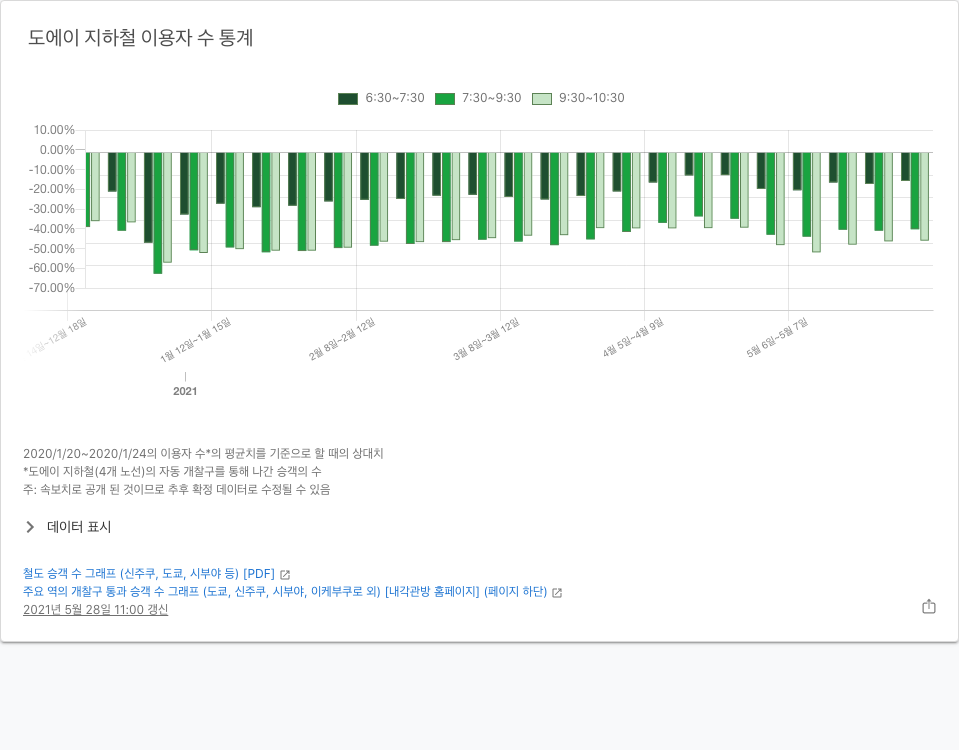 도에이 지하철 이용자 수 통계
6:30~7:30 7:30~9:30 9:30~10:30
10.00%
0.00%
-10.00%
-20.00%
-30.00%
-40.00%
-50.00%
-60.00%
-70.00%
~12월 18일
1월 12일~1월 15일
2월 8일~2월 12일
3월 8일~3월 12일
4월 5일~4월 9일
5월 6일~5월 7일
2021
2020/1/20~2020/1/24의 이용자 수*의 평균치를 기준으로 할 때의 상대치
*도에이 지하철(4개 노선)의 자동 개찰구를 통해 나간 승객의 수
주: 속보치로 공개 된 것이므로 추후 확정 데이터로 수정될 수 있음
데이터 표시
철도 승객 수 그래프 (신주쿠, 도쿄, 시부야 등) [PDF]
주요 역의 개찰구 통과 승객 수 그래프 (도쿄, 신주쿠, 시부야, 이케부쿠로 외) [내각관방 홈페이지] (페이지 하단)
2021년 5월 28일 11:00 갱신